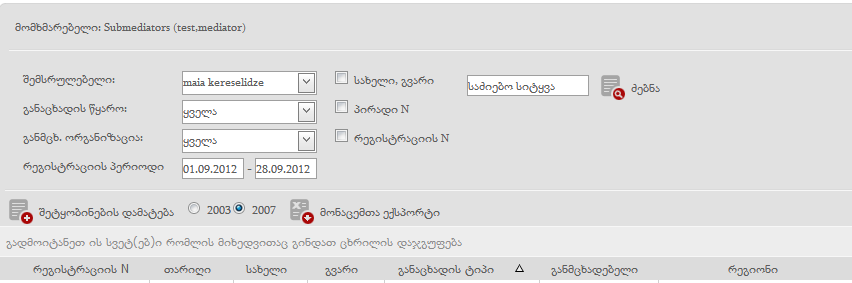 მომხმარებელი: Submediators (test,mediator)
შემსრულებელი: maia kereselidze სახელი, გვარი საძიებო სიტყვა ძებნა
განაცხადის წყარო: ყველა პირადი N
განმცხ. ორგანიზაცია: ყველა რეგისტრაციის N
რეგისტრაციის პერიოდი 01.09.2012 - 28.09.2012
შეტყობინების დამატება 2003 2007 მონაცემთა ექსპორტი
გადმოიტანეთ ის სვეტ(ებ)ი რომლის მიხედვითაც გინდათ ცხრილის დაჯგუფება
რეგისტრაციის N თარიღი სახელი გვარი განაცხადის ტიპი განმცხადებელი რეგიონი